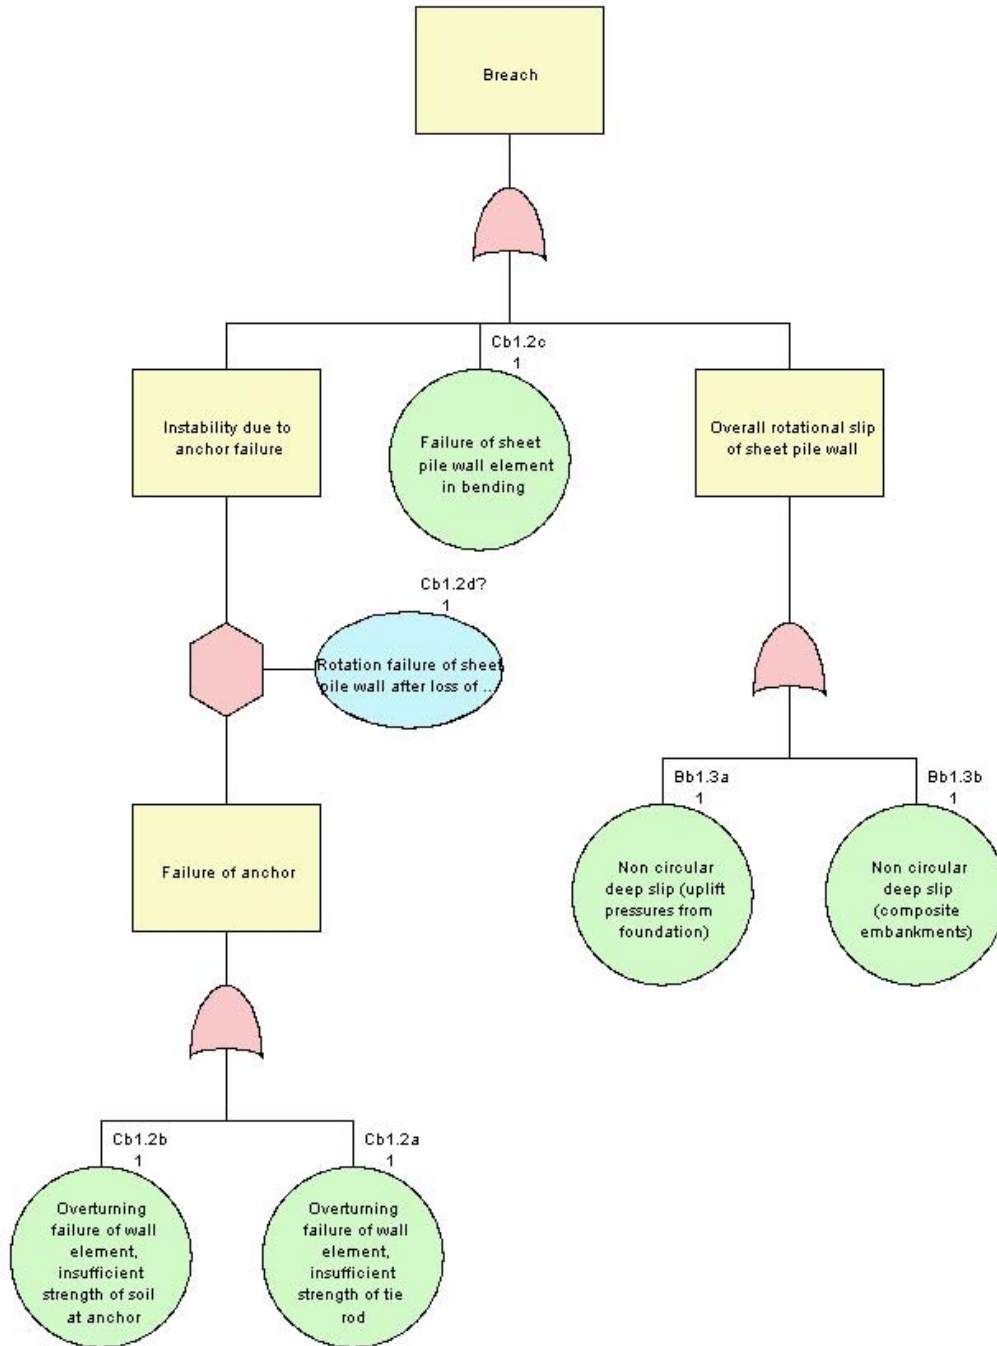 Breach
Cb1.2c
1
Instability due to
anchor failure
Failure of sheet
pile wall element
in bending
Overall rotational slip
of sheet pile wall
Cb1.2d?
1
Rotation failure of sheet
pile wall after loss of ...
Failure of anchor
Bb1.3a
1
Non circular
deep slip (uplift
pressures from
foundation)
Bb1.3b
1
Non circular
deep slip
(composite
embankments)
Cb1.2b
1
Overturning
failure of wall
element,
insufficient
strength of soil
at anchor
Cb1.2a
1
Overturning
failure of wall
element,
insufficient
strength of tie
rod